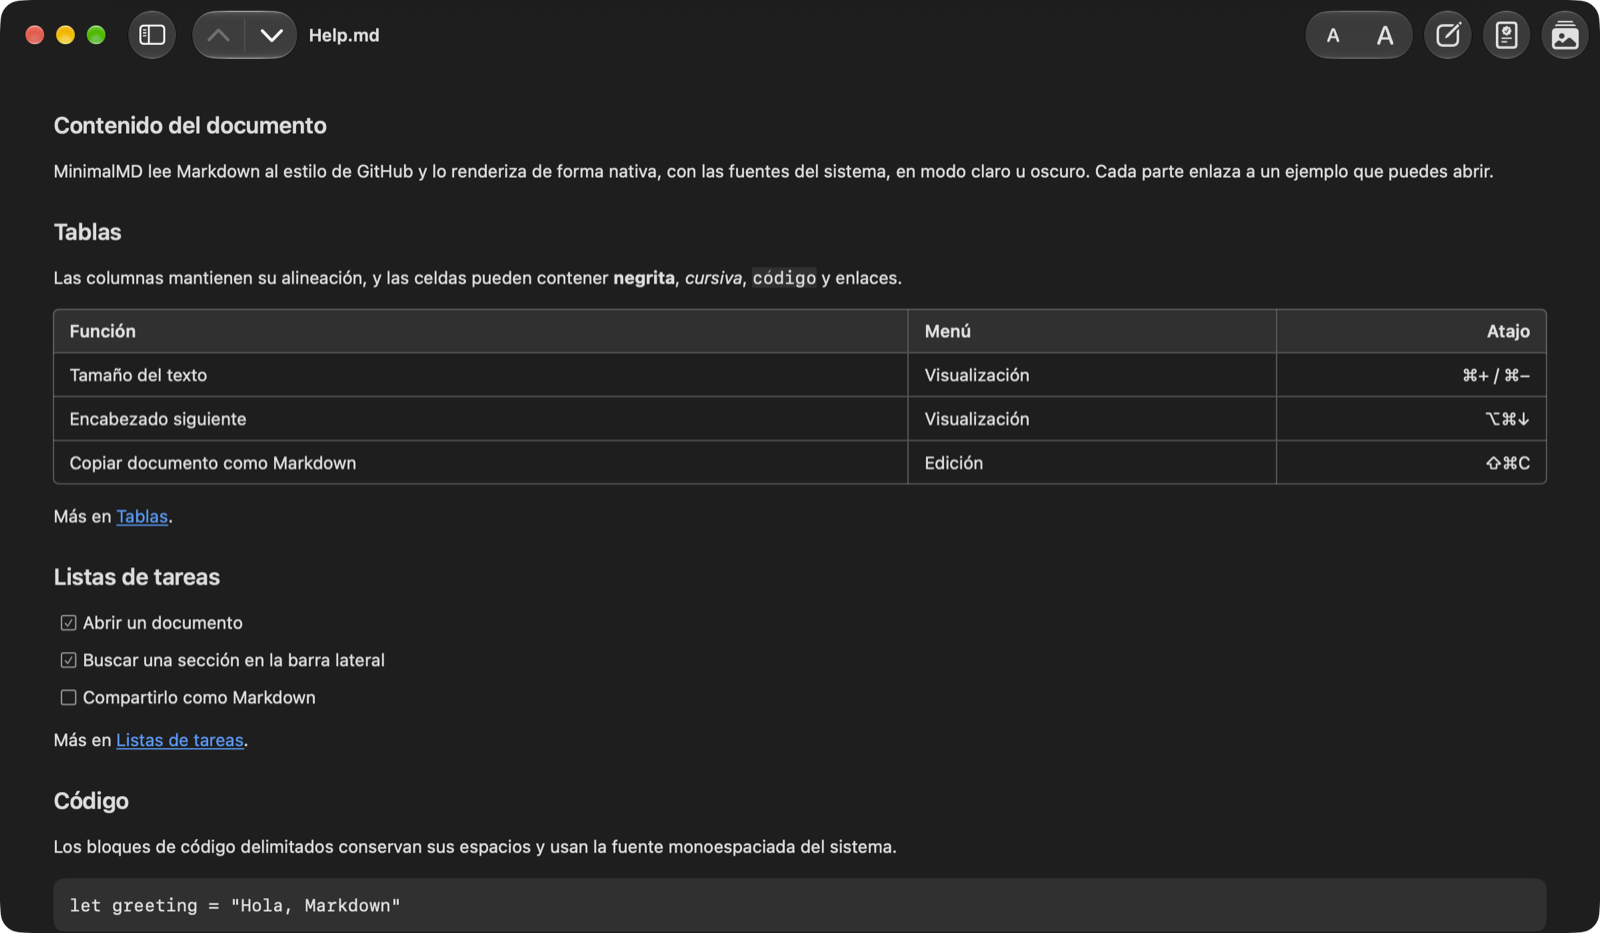 Help.md
A A
Contenido del documento
MinimalMD lee Markdown al estilo de GitHub y lo renderiza de forma nativa, con las fuentes del sistema, en modo claro u oscuro. Cada parte enlaza a un ejemplo que puedes abrir.
Tablas
Las columnas mantienen su alineación, y las celdas pueden contener negrita, cursiva, código y enlaces.
Función Menú Atajo
Tamaño del texto Visualización ⌘+ / ⌘−
Encabezado siguiente Visualización ⌥⌘↓
Copiar documento como Markdown Edición ⇧⌘C
Más en Tablas.
Listas de tareas
Abrir un documento
Buscar una sección en la barra lateral
Compartirlo como Markdown
Más en Listas de tareas.
Código
Los bloques de código delimitados conservan sus espacios y usan la fuente monoespaciada del sistema.
let greeting = "Hola, Markdown"